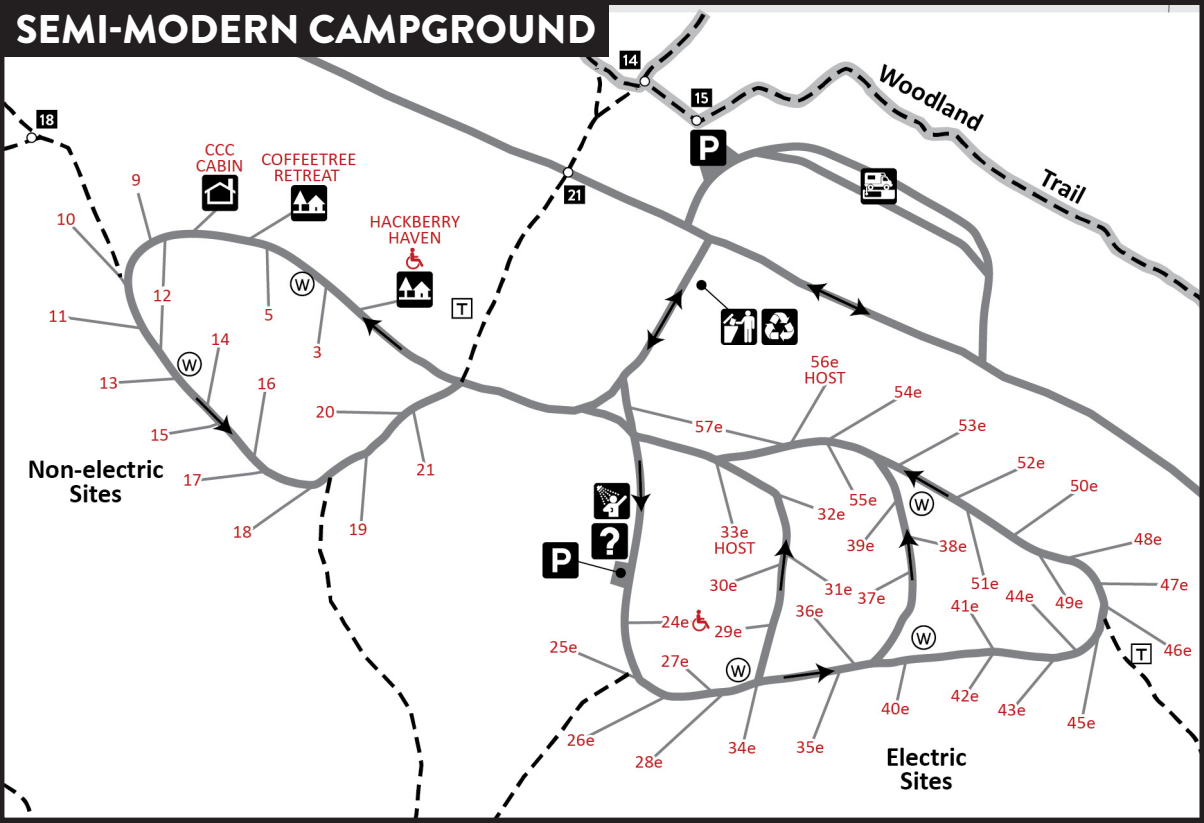 SEMI-MODERN CAMPGROUND
14
15
Woodland
Trail
18
P
21
CCC
CABIN
COFFEETREE
RETREAT
9
10
HACKBERRY
HAVEN
W
T
12
5
11
14
3
W
13
16
20
15
17
21
18
19
Non-electric
Sites
56e
HOST
54e
57e
53e
52e
50e
55e
W
32e
33e
HOST
39e
38e
48e
?
P
30e
31e
37e
51e
44e
49e
47e
36e
41e
24e
29e
25e
27e
W
W
46e
T
40e
42e
43e
45e
26e
28e
34e
35e
Electric
Sites